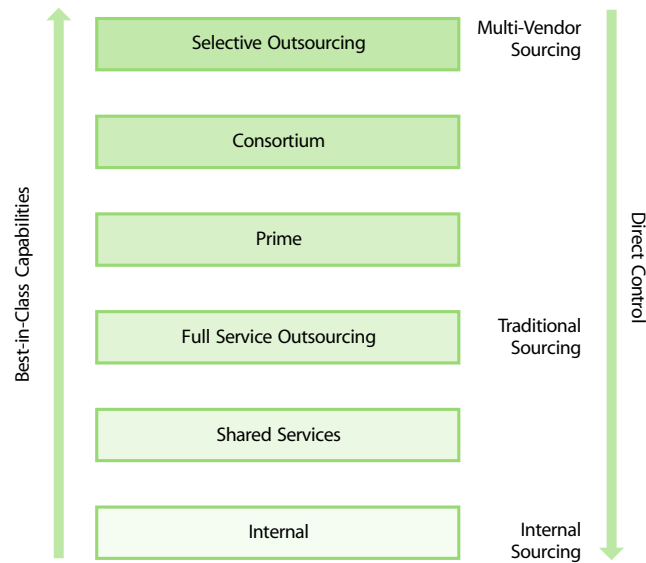 Selective Outsourcing
Multi-Vendor
Sourcing
Consortium
Prime
Full Service Outsourcing
Traditional
Sourcing
Shared Services
Internal
Internal
Sourcing
Best-in-Class Capabilities
Direct Control